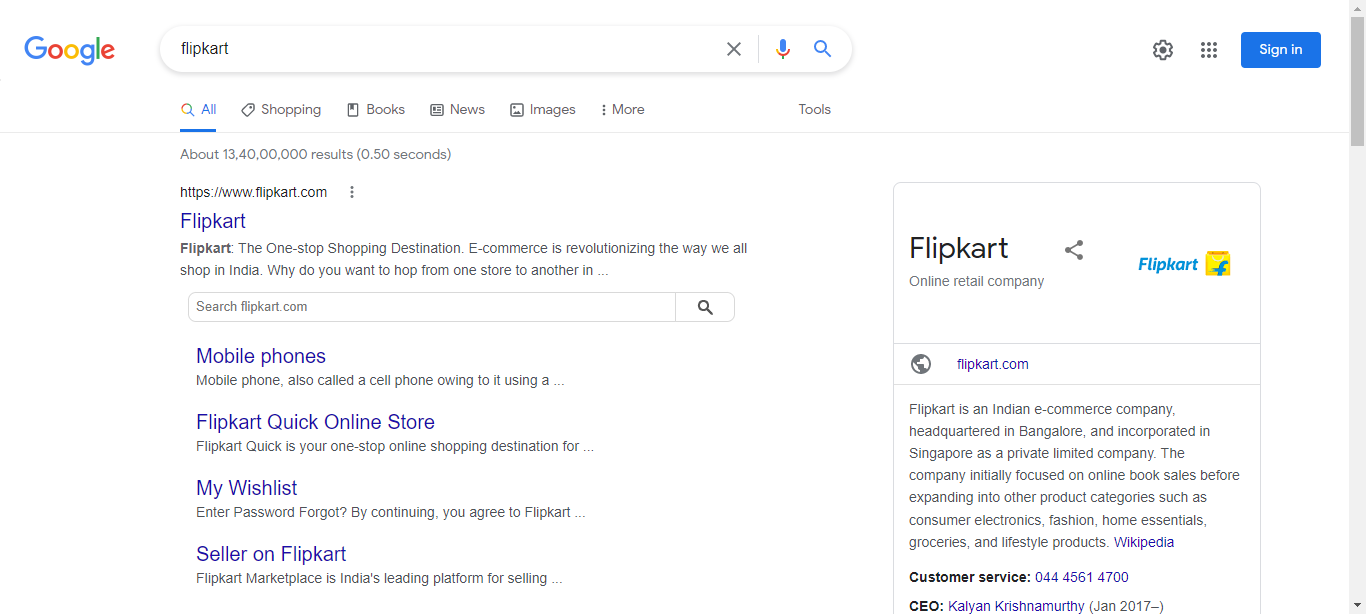 Google
flipkart
Sign in
All
Shopping
Books
News
Images
More
Tools
About 13,40,00,000 results (0.50 seconds)
https://www.flipkart.com
Flipkart
Flipkart: The One-stop Shopping Destination. E-commerce is revolutionizing the way we all
shop in India. Why do you want to hop from one store to another in ...
Search flipkart.com
Mobile phones
Mobile phone, also called a cell phone owing to it using a ...
Flipkart Quick Online Store
Flipkart Quick is your one-stop online shopping destination for ...
My Wishlist
Enter Password Forgot? By continuing, you agree to Flipkart ...
Seller on Flipkart
Flipkart Marketplace is India's leading platform for selling ...
Flipkart
Online retail company
Flipkart
flipkart.com
Flipkart is an Indian e-commerce company,
headquartered in Bangalore, and incorporated in
Singapore as a private limited company. The
company initially focused on online book sales before
expanding into other product categories such as
consumer electronics, fashion, home essentials,
groceries, and lifestyle products. Wikipedia
Customer service: 044 4561 4700
CEO: Kalyan Krishnamurthy (Jan 2017–)